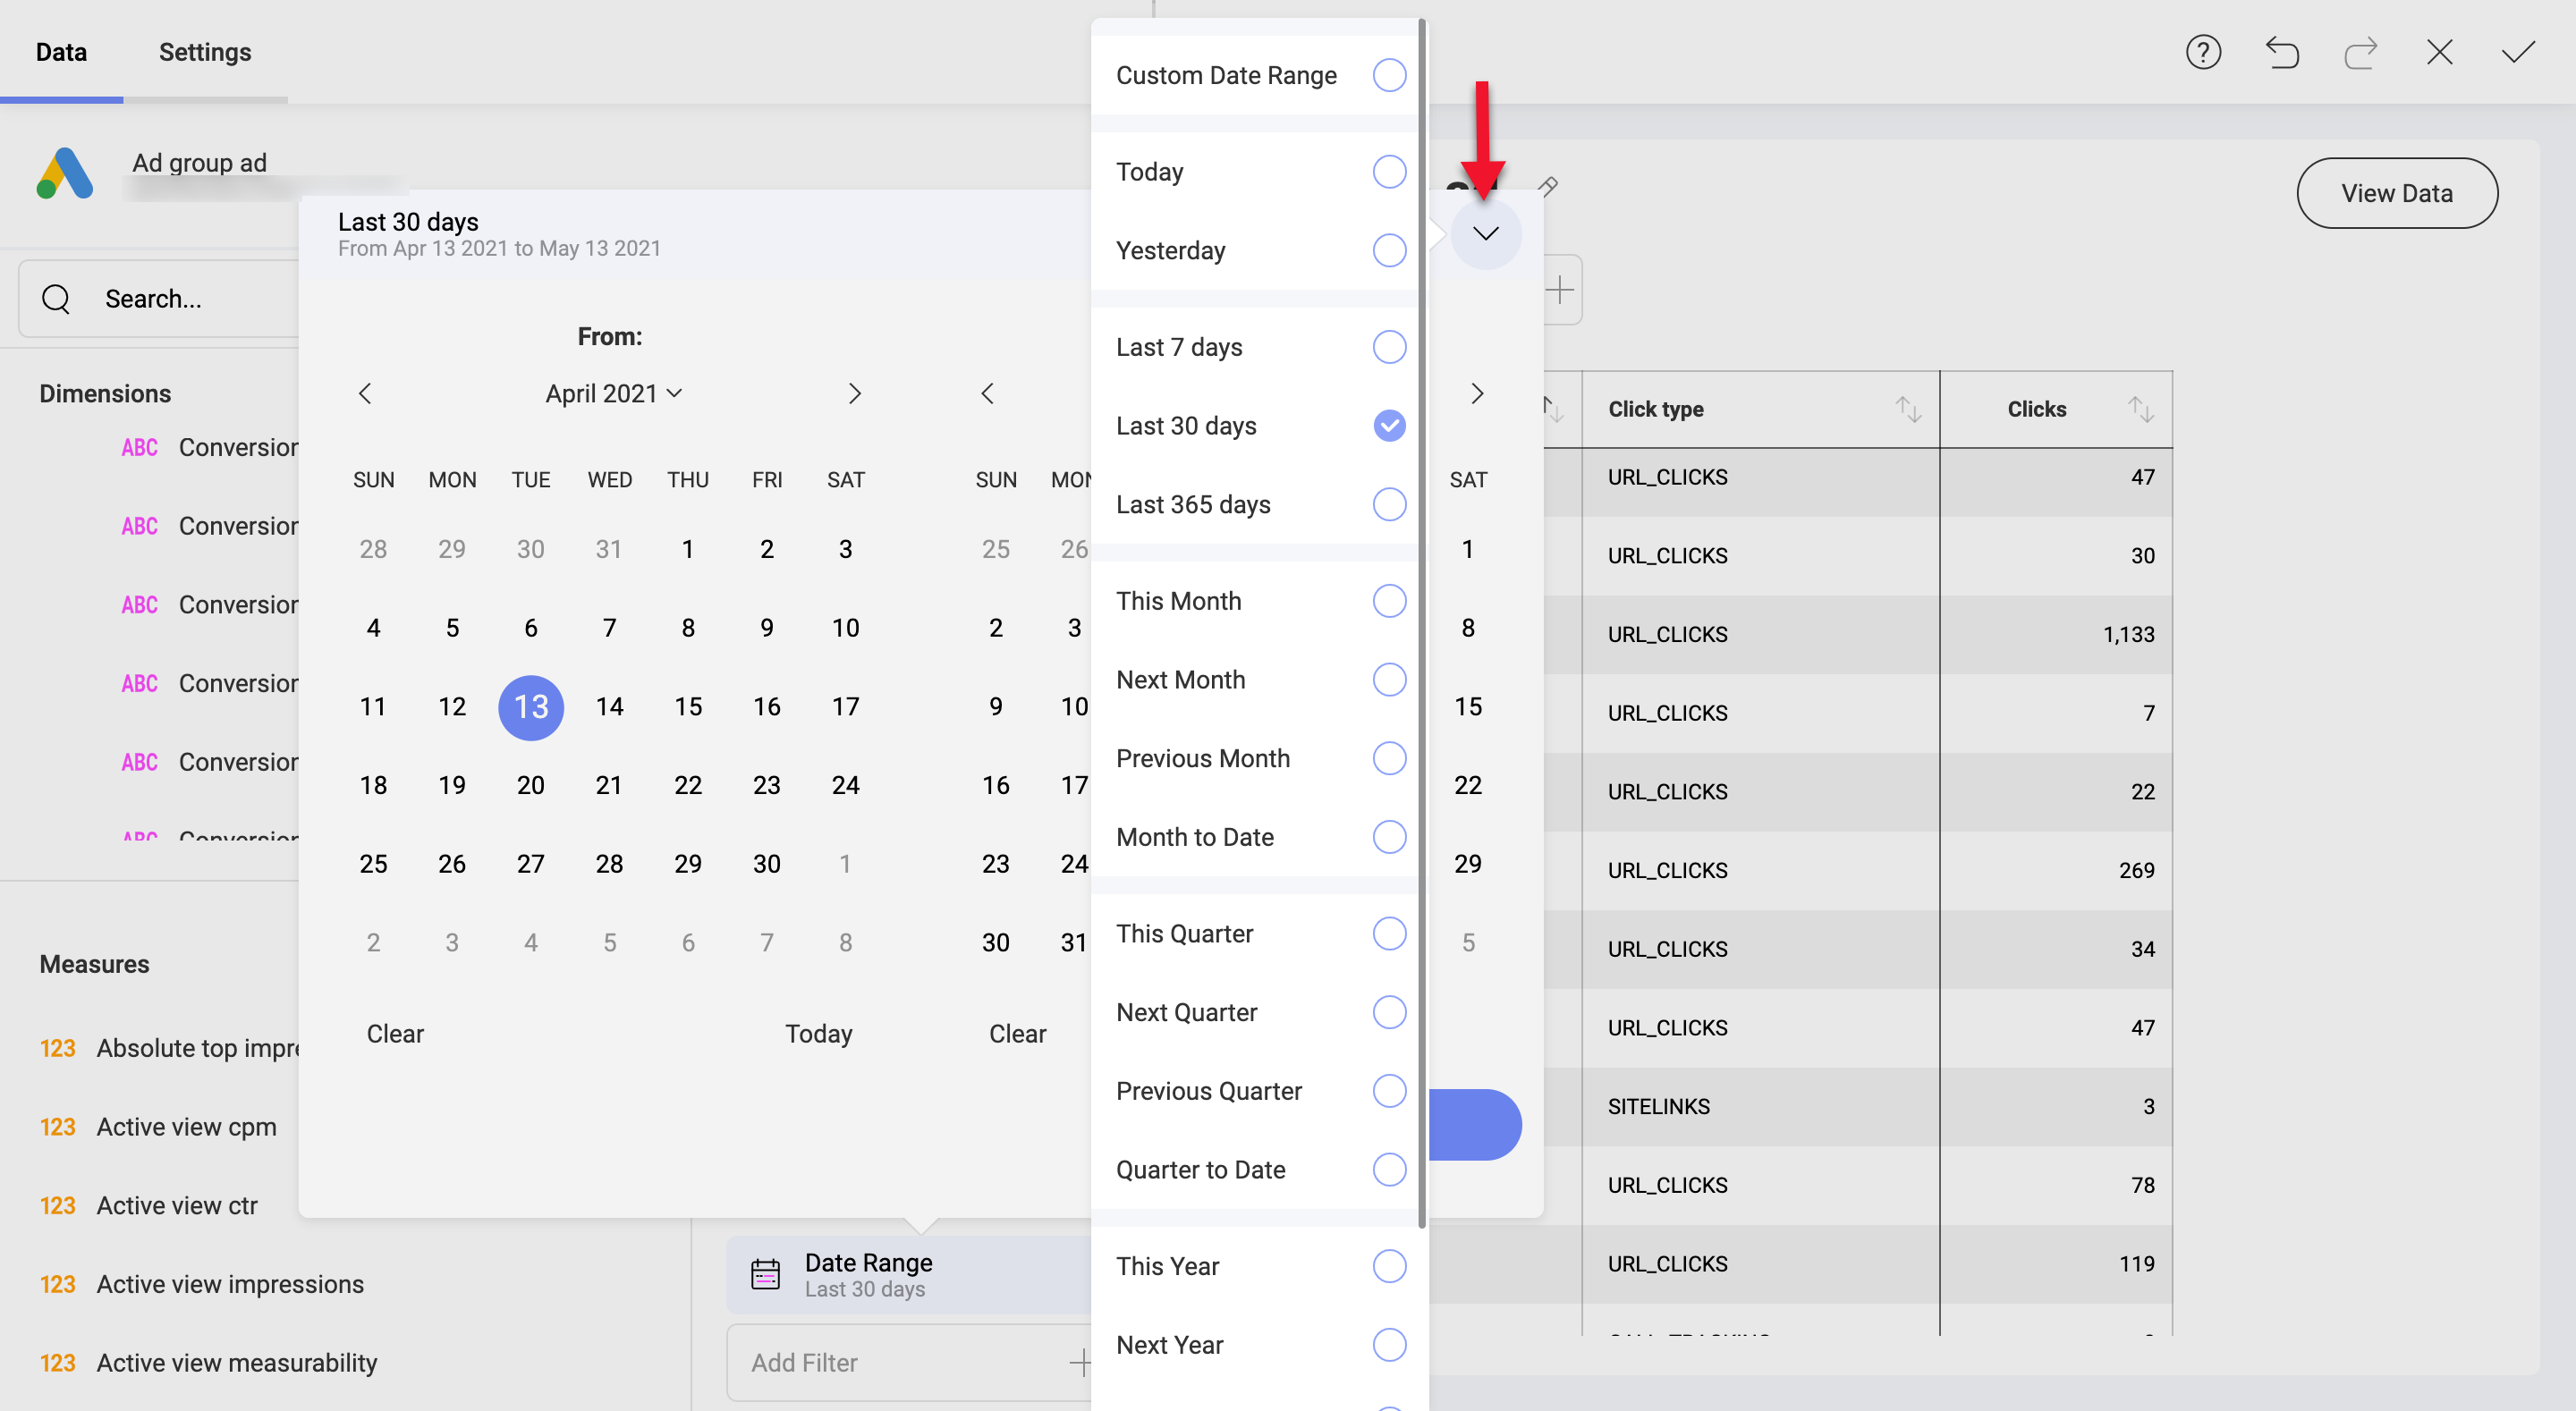 Data
Settings
Ad group ad
View Data
Search...
Dimensions
ABC
ABC
ABC
ABC
ABC
ABC
Measures
123 Absolute top impre
123 Active view cpm
123 Active view ctr
123 Active view impressions
123 Active view measurability
Last 30 days
From Apr 13 2021 to May 13 2021
From:
April 2021
SUN MON TUE WED THU FRI SAT
28 29 30 31 1 2 3
4 5 6 7 8 9 10
11 12 13 14 15 16 17
18 19 20 21 22 23 24
25 26 27 28 29 30 1
2 3 4 5 6 7 8
Clear Today
SUN MON SAT
25 26 1
2 3 8
9 10 15
16 17 22
23 24 29
30 31 5
Clear
Custom Date Range
Today
Yesterday
Last 7 days
Last 30 days
Last 365 days
This Month
Next Month
Previous Month
Month to Date
This Quarter
Next Quarter
Previous Quarter
Quarter to Date
This Year
Next Year
Date Range
Last 30 days
Add Filter
Click type Clicks
URL_CLICKS 47
URL_CLICKS 30
URL_CLICKS 1,133
URL_CLICKS 7
URL_CLICKS 22
URL_CLICKS 269
URL_CLICKS 34
URL_CLICKS 47
SITELINKS 3
URL_CLICKS 78
URL_CLICKS 119